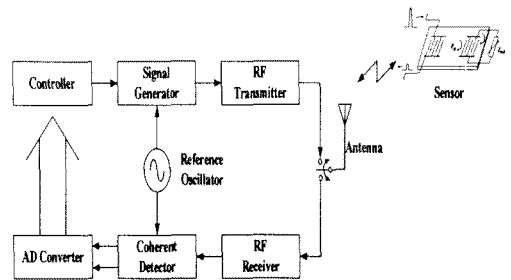 Controller
Signal
Generator
RF
Transmitter
Sensor
Antenna
Reference
Oscillator
AD Converter
Coherent
Detector
RF
Receiver